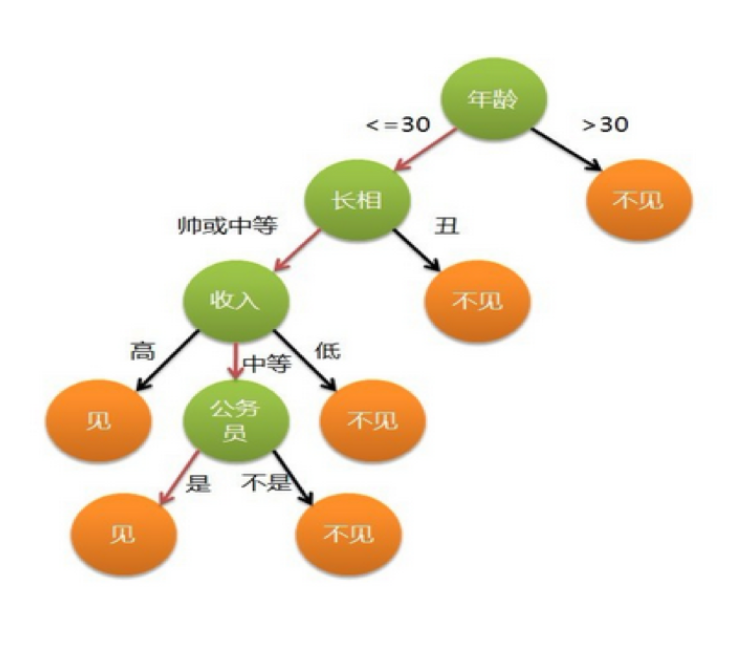 年龄
<=30
>30
长相
不见
帅或中等
丑
收入
不见
高
中等
低
见
公务
员
不见
是
不是
见
不见